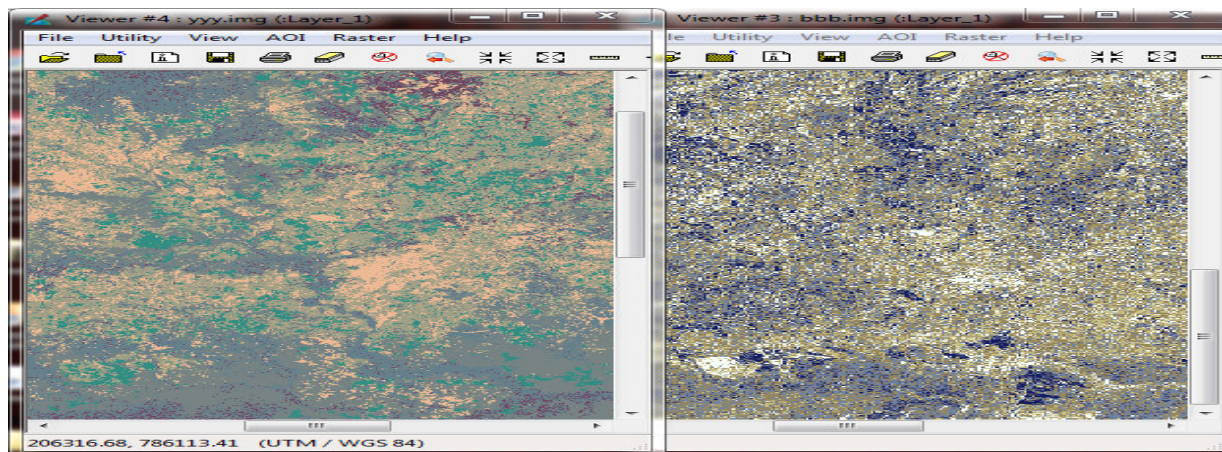 Viewer #4 : yyy.img (:Layer_1)
File Utility View AOI Raster Help
206316.68, 786113.41 (UTM / WGS 84)
Viewer #3 : bbb.img (:Layer_1)
le Utility View AOI Raster Help